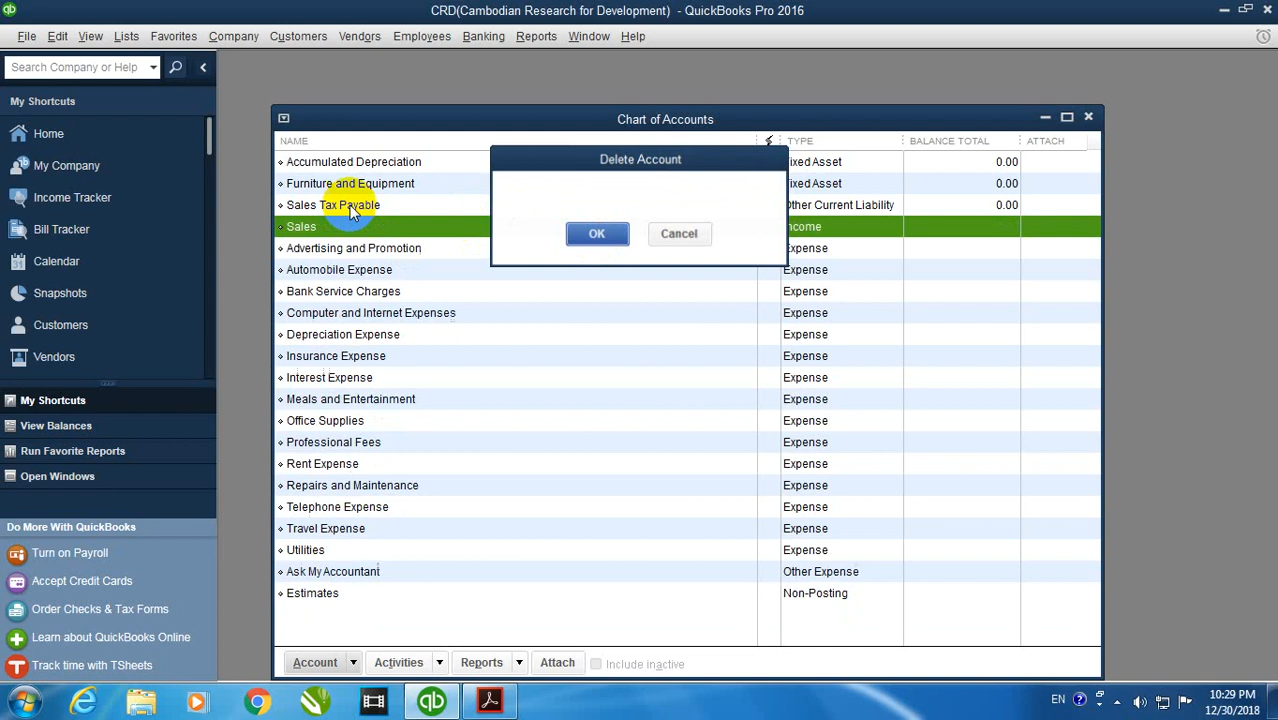 CRD(Cambodian Research for Development) - QuickBooks Pro 2016
File Edit View Lists Favorites Company Customers Vendors Employees Banking Reports Window Help
Search Company or Help
My Shortcuts
Home
My Company
Income Tracker
Bill Tracker
Calendar
Snapshots
Customers
Vendors
My Shortcuts
View Balances
Run Favorite Reports
Open Windows
Do More With QuickBooks
Turn on Payroll
Accept Credit Cards
Order Checks & Tax Forms
Learn about QuickBooks Online
Track time with TSheets
Chart of Accounts
NAME TYPE BALANCE TOTAL ATTACH
Delete Account
OK Cancel
Accumulated Depreciation Fixed Asset 0.00
Furniture and Equipment Fixed Asset 0.00
Sales Tax Payable Other Current Liability 0.00
Sales Income
Advertising and Promotion Expense
Automobile Expense Expense
Bank Service Charges Expense
Computer and Internet Expenses Expense
Depreciation Expense Expense
Insurance Expense Expense
Interest Expense Expense
Meals and Entertainment Expense
Office Supplies Expense
Professional Fees Expense
Rent Expense Expense
Repairs and Maintenance Expense
Telephone Expense Expense
Travel Expense Expense
Utilities Expense
Ask My Accountant Other Expense
Estimates Non-Posting
Account Activities Reports Attach Include inactive
EN 10:29 PM
12/30/2018